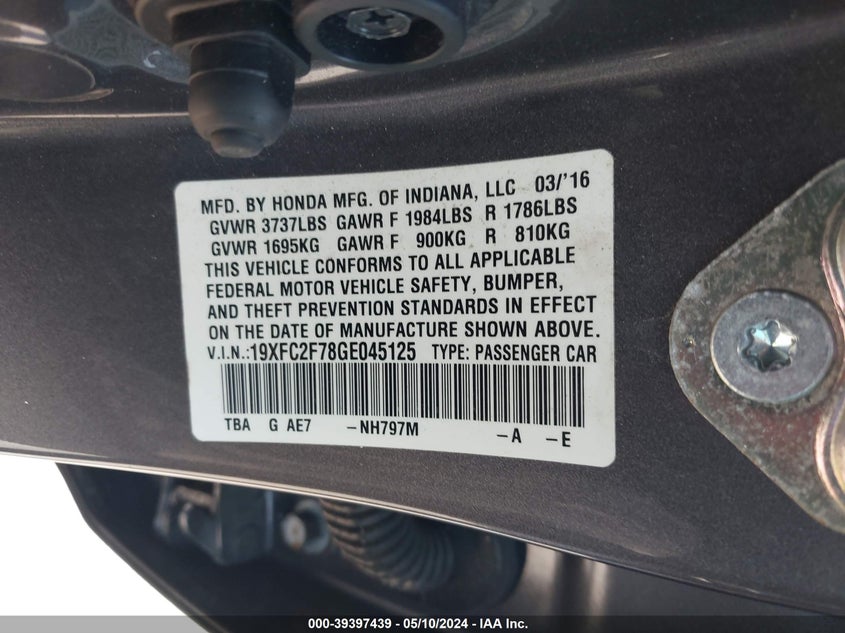 MFD. BY HONDA MFG. OF INDIANA, LLC 03/'16
GVWR 3737LBS GAWR F 1984LBS R 1786LBS
GVWR 1695KG GAWR F 900KG R 810KG
THIS VEHICLE CONFORMS TO ALL APPLICABLE
FEDERAL MOTOR VEHICLE SAFETY, BUMPER,
AND THEFT PREVENTION STANDARDS IN EFFECT
ON THE DATE OF MANUFACTURE SHOWN ABOVE.
V.I.N.:19XFC2F78GE045125 TYPE: PASSENGER CAR
TBA G AE7 -NH797M -A -E
000-39397439 - 05/10/2024 - IAA Inc.